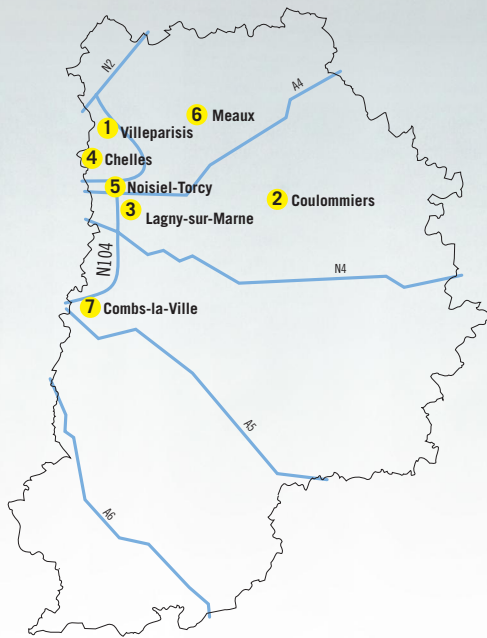 N2
A4
6 Meaux
1 Villeparisis
4 Chelles
5 Noisiel-Torcy
2 Coulommiers
3 Lagny-sur-Marne
N104
N4
7 Combs-la-Ville
A5
A6